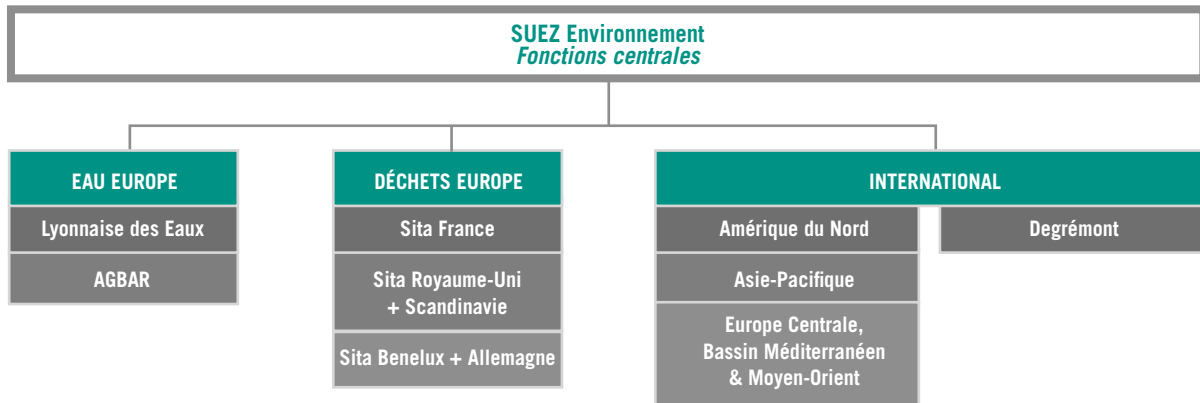 SUEZ Environnement
Fonctions centrales
EAU EUROPE
Lyonnaise des Eaux
AGBAR
DÉCHETS EUROPE
Sita France
Sita Royaume-Uni
+ Scandinavie
Sita Benelux + Allemagne
INTERNATIONAL
Amérique du Nord
Asie-Pacifique
Europe Centrale,
Bassin Méditerranéen
& Moyen-Orient
Degrémont